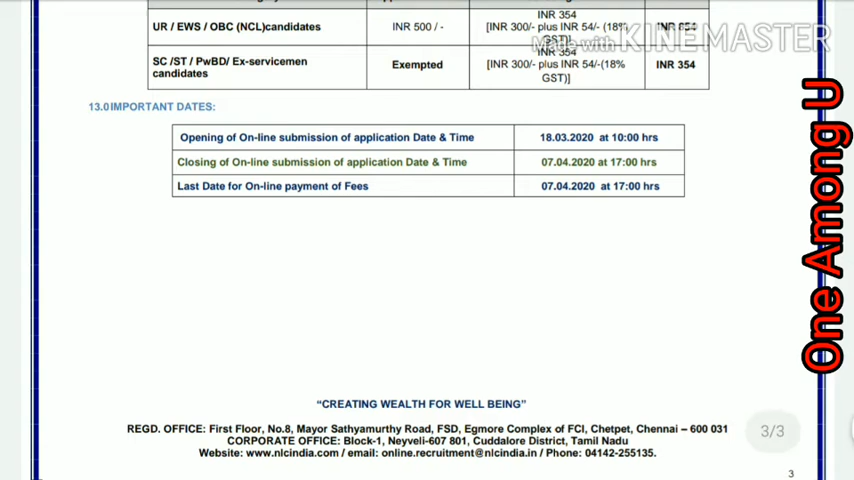 INR 354
UR / EWS / OBC (NCL)candidates INR 500 / - [INR 300/- plus INR 54/- (18% GST)] INR 854
Made with KINEMASTER
INR 354
SC /ST / PwBD/ Ex-servicemen candidates Exempted [INR 300/- plus INR 54/-(18% GST)] INR 354
13.0IMPORTANT DATES:
Opening of On-line submission of application Date & Time 18.03.2020 at 10:00 hrs
Closing of On-line submission of application Date & Time 07.04.2020 at 17:00 hrs
Last Date for On-line payment of Fees 07.04.2020 at 17:00 hrs
One Among U
“CREATING WEALTH FOR WELL BEING”
REGD. OFFICE: First Floor, No.8, Mayor Sathyamurthy Road, FSD, Egmore Complex of FCI, Chetpet, Chennai – 600 031
CORPORATE OFFICE: Block-1, Neyveli-607 801, Cuddalore District, Tamil Nadu
Website: www.nlcindia.com / email: online.recruitment@nlcindia.in / Phone: 04142-255135.
3/3
3